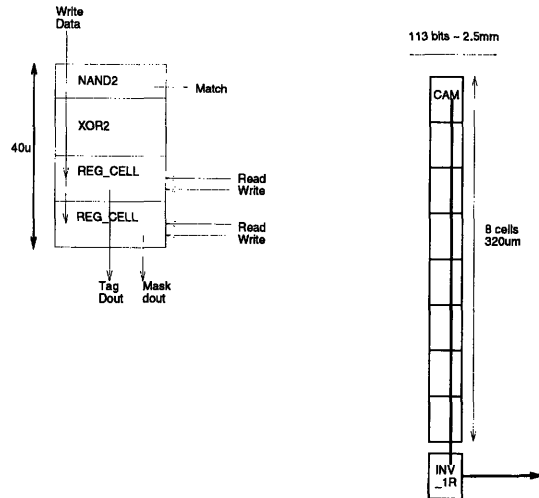 Write
Data
NAND2
Match
XOR2
40u
REG_CELL
Read
Write
REG_CELL
Read
Write
Tag
Dout
Mask
dout
113 bits ~ 2.5mm
CAM
8 cells
320um
INV
_1R